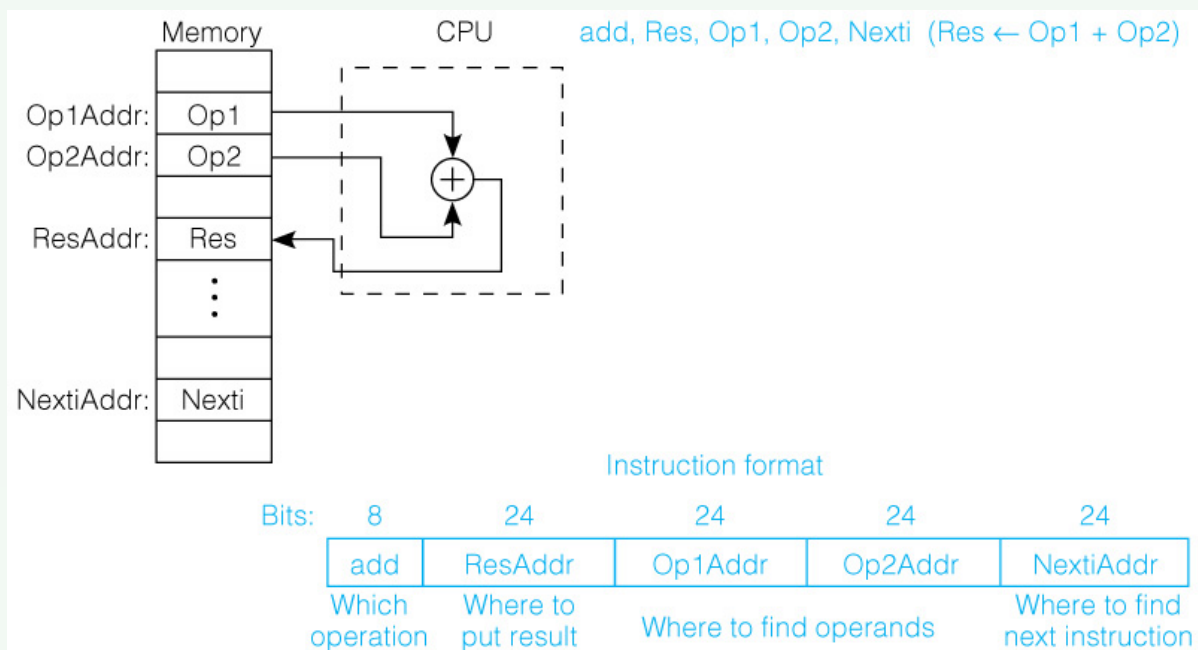 Memory
CPU
add, Res, Op1, Op2, Nexti (Res ← Op1 + Op2)
Op1Addr: Op1
Op2Addr: Op2
+
ResAddr: Res
NextiAddr: Nexti
Instruction format
Bits: 8 24 24 24 24
add ResAddr Op1Addr Op2Addr NextiAddr
Which operation
Where to put result
Where to find operands
Where to find next instruction